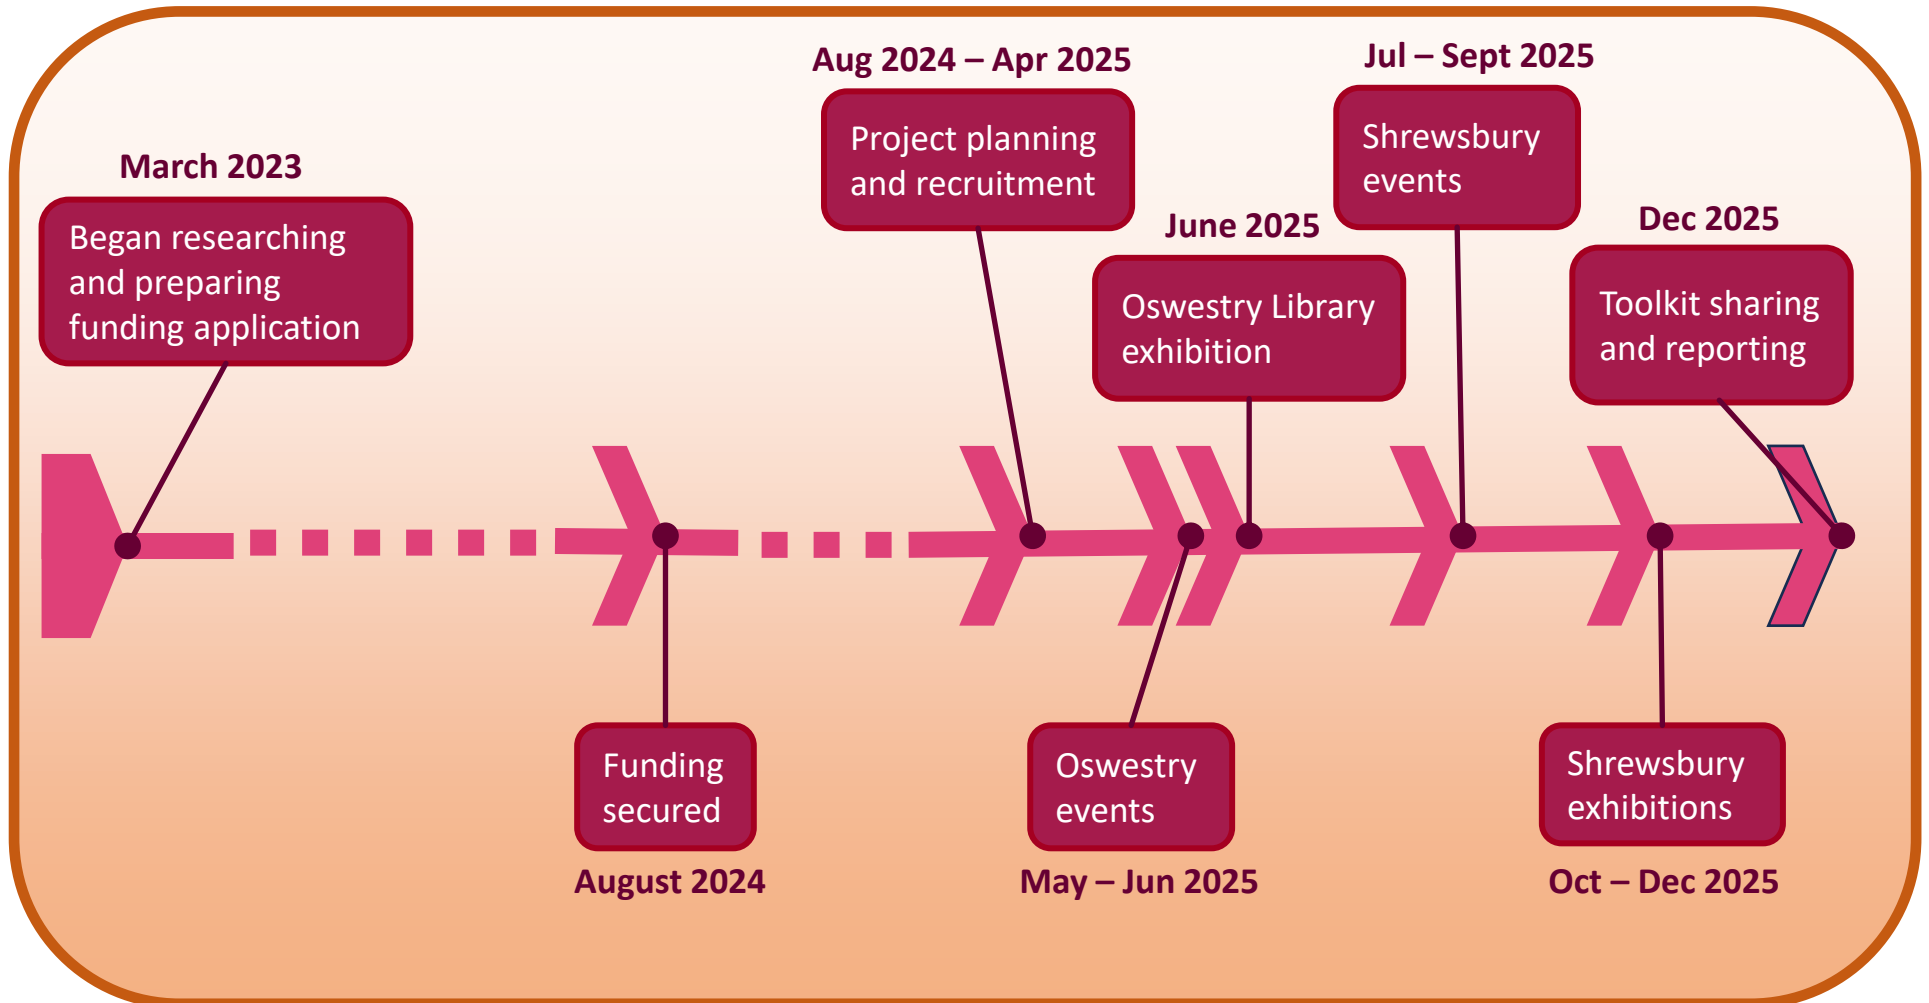 March 2023
Began researching
and preparing
funding application
August 2024
Funding
secured
Aug 2024 – Apr 2025
Project planning
and recruitment
May – Jun 2025
Oswestry
events
June 2025
Oswestry Library
exhibition
Jul – Sept 2025
Shrewsbury
events
Oct – Dec 2025
Shrewsbury
exhibitions
Dec 2025
Toolkit sharing
and reporting